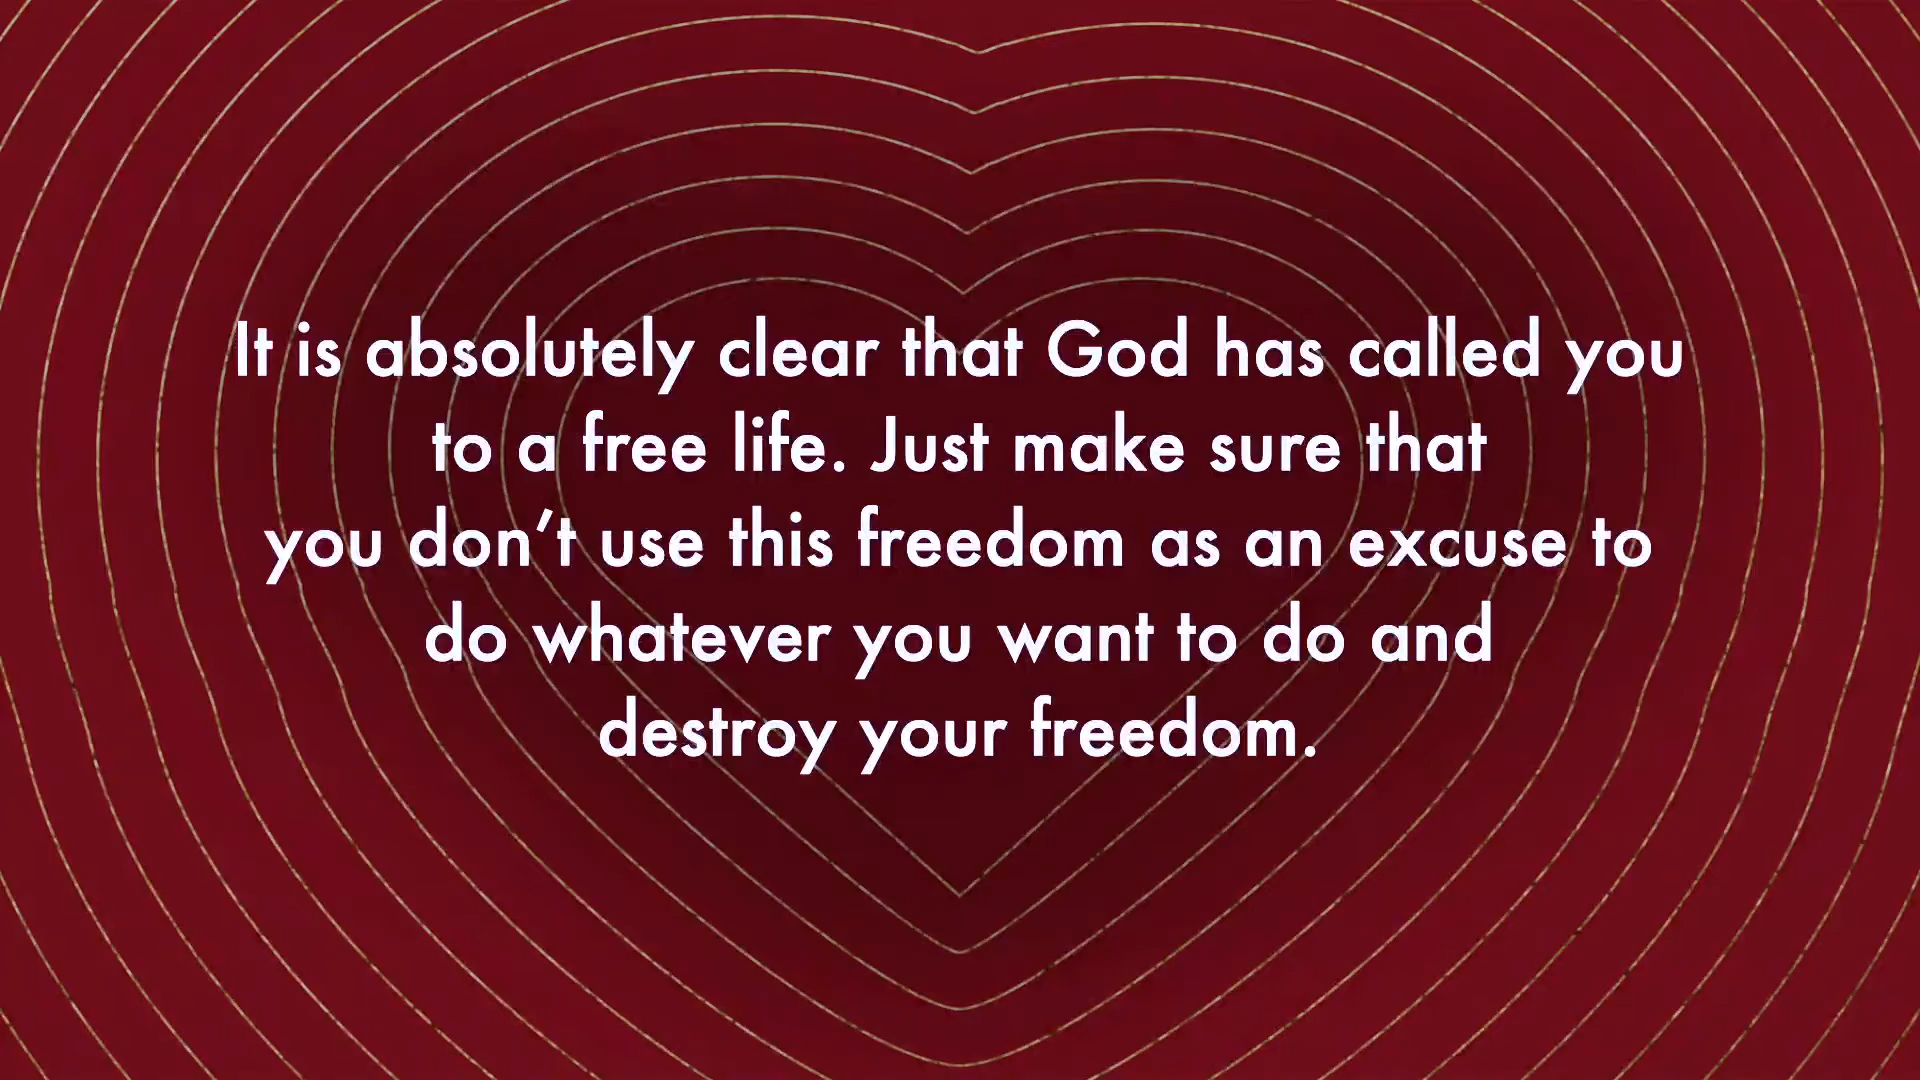 It is absolutely clear that God has called you
to a free life. Just make sure that
you don’t use this freedom as an excuse to
do whatever you want to do and
destroy your freedom.